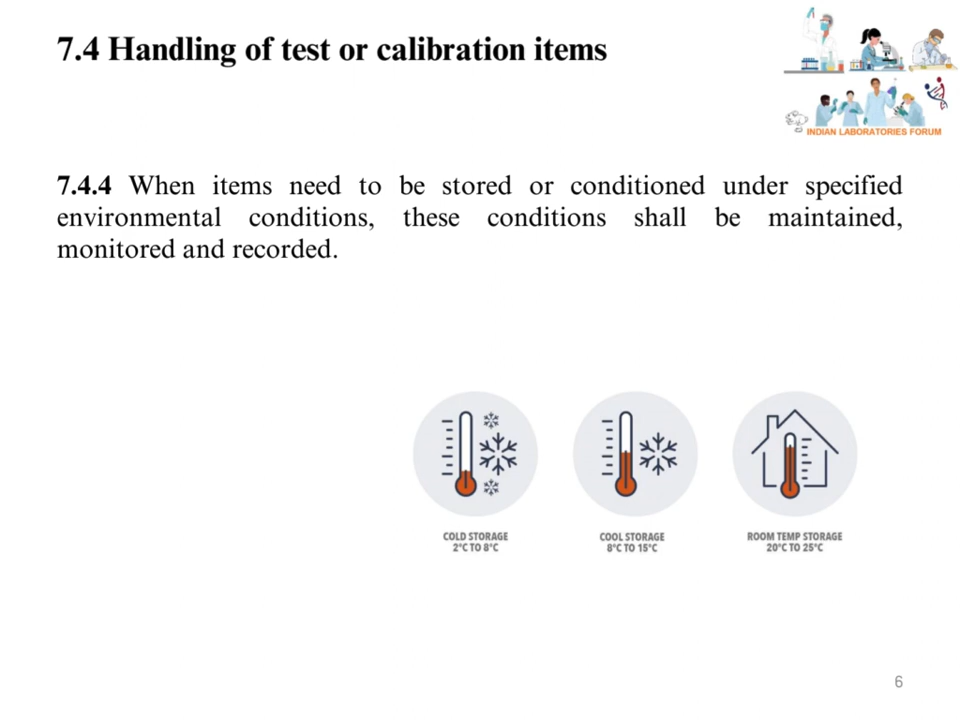 7.4 Handling of test or calibration items
INDIAN LABORATORIES FORUM
7.4.4 When items need to be stored or conditioned under specified
environmental conditions, these conditions shall be maintained,
monitored and recorded.
COLD STORAGE
2°C TO 8°C
COOL STORAGE
8°C TO 15°C
ROOM TEMP STORAGE
20°C TO 25°C
6